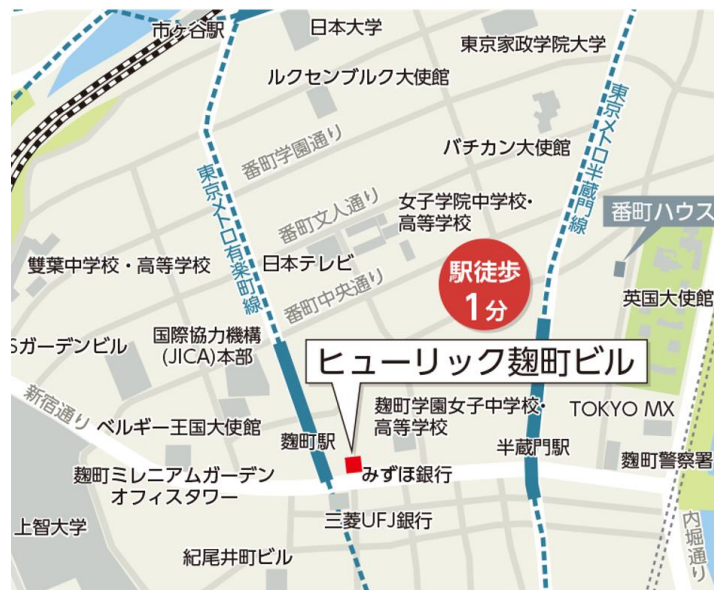 市ヶ谷駅
日本大学
東京家政学院大学
ルクセンブルク大使館
東京メトロ半蔵門線
番町学園通り
バチカン大使館
東京メトロ有楽町線
番町文人通り
女子学院中学校・
高等学校
番町ハウス
雙葉中学校・高等学校
日本テレビ
駅徒歩
1分
番町中央通り
英国大使館
Sガーデンビル
国際協力機構
(JICA)本部
ヒューリック麹町ビル
新宿通り
ベルギー王国大使館
麴町駅
麴町学園女子中学校・
高等学校
TOKYO MX
半蔵門駅
麴町警察署
麴町ミレニアムガーデン
オフィスタワー
みずほ銀行
上智大学
三菱UFJ銀行
内堀通り
紀尾井町ビル